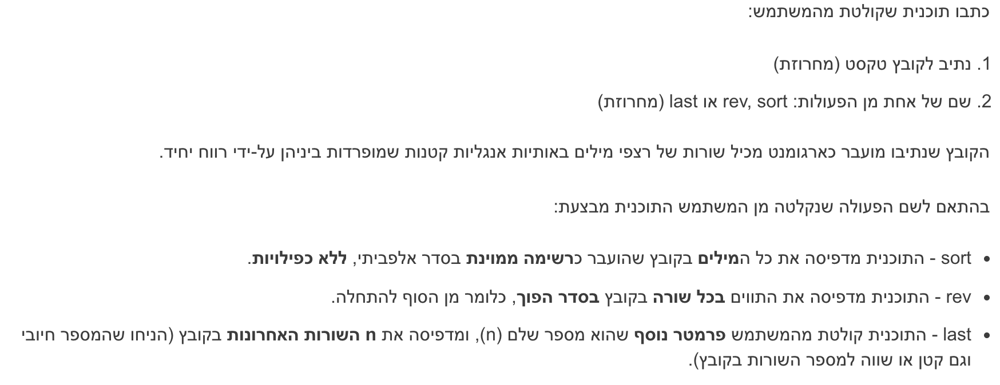 כתבו תוכנית שקולטת מהמשתמש:
1. נתיב לקובץ טקסט (מחרוזת)
2. שם של אחת מן הפעולות: rev, sort או last (מחרוזת)
הקובץ שנתיבו מועבר כארגומנט מכיל שורות של רצפי מילים באותיות אנגליות קטנות שמופרדות ביניהן על-ידי רווח יחיד.
בהתאם לשם הפעולה שנקלטה מן המשתמש התוכנית מבצעת:
• sort - התוכנית מדפיסה את כל המילים בקובץ שהועבר כרשימה ממוינת בסדר אלפביתי, ללא כפילויות.
• rev - התוכנית מדפיסה את התווים בכל שורה בקובץ בסדר הפוך, כלומר מן הסוף להתחלה.
• last - התוכנית קולטת מהמשתמש פרמטר נוסף שהוא מספר שלם (n), ומדפיסה את n השורות האחרונות בקובץ (הניחו שהמספר חיובי
וגם קטן או שווה למספר השורות בקובץ).